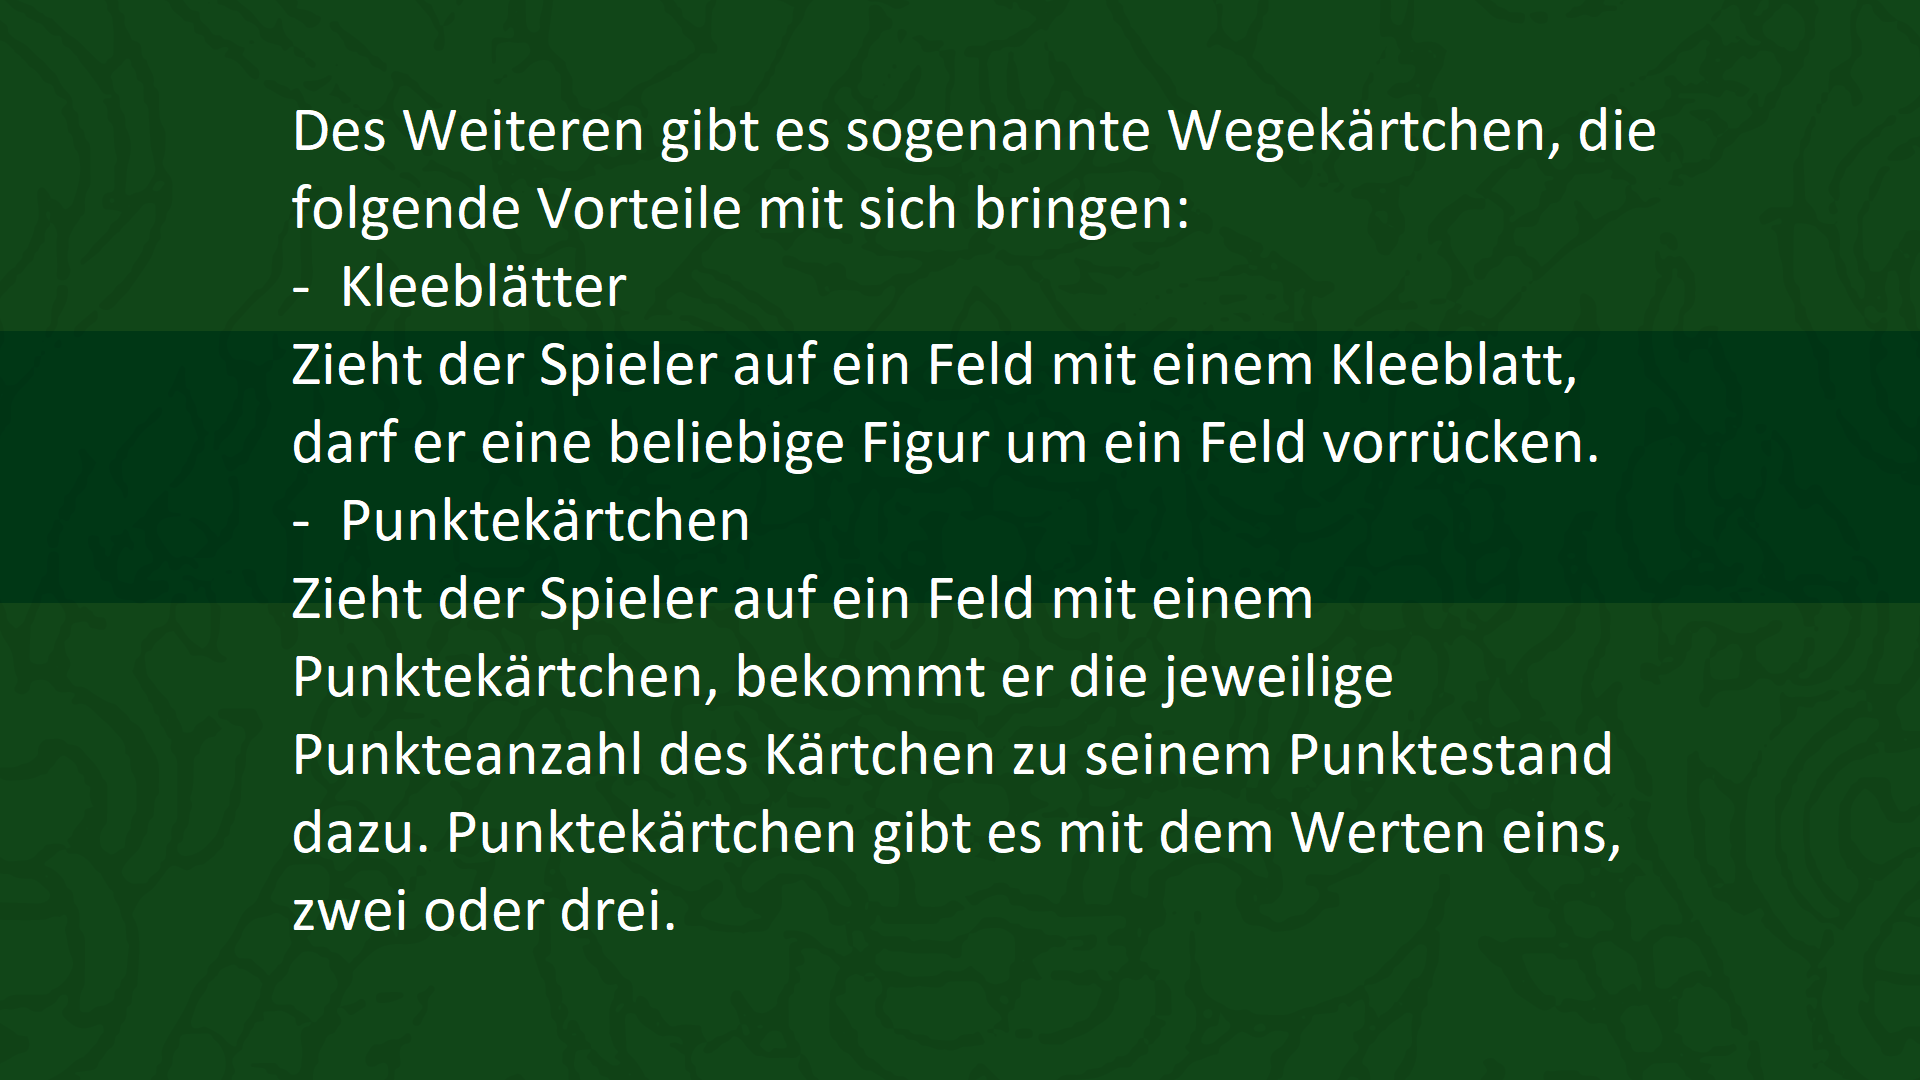 Des Weiteren gibt es sogenannte Wegekärtchen, die
folgende Vorteile mit sich bringen:
- Kleeblätter
Zieht der Spieler auf ein Feld mit einem Kleeblatt,
darf er eine beliebige Figur um ein Feld vorrücken.
- Punktekärtchen
Zieht der Spieler auf ein Feld mit einem
Punktekärtchen, bekommt er die jeweilige
Punkteanzahl des Kärtchen zu seinem Punktestand
dazu. Punktekärtchen gibt es mit dem Werten eins,
zwei oder drei.